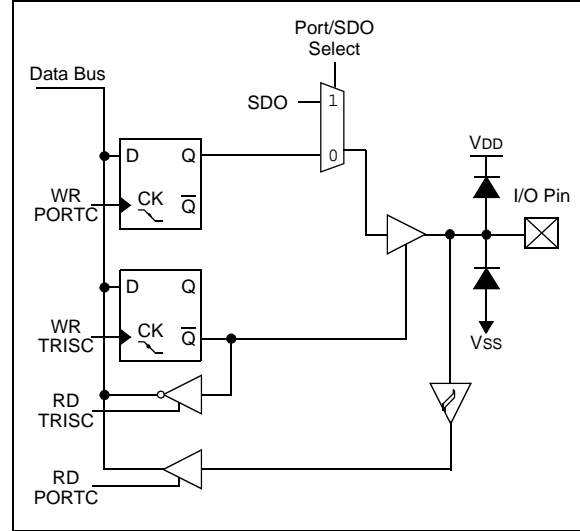 Port/SDO
Select
Data Bus
SDO
1
0
D
Q
CK
Q
WR
PORTC
VDD
I/O Pin
D
Q
CK
Q
WR
TRISC
VSS
RD
TRISC
RD
PORTC